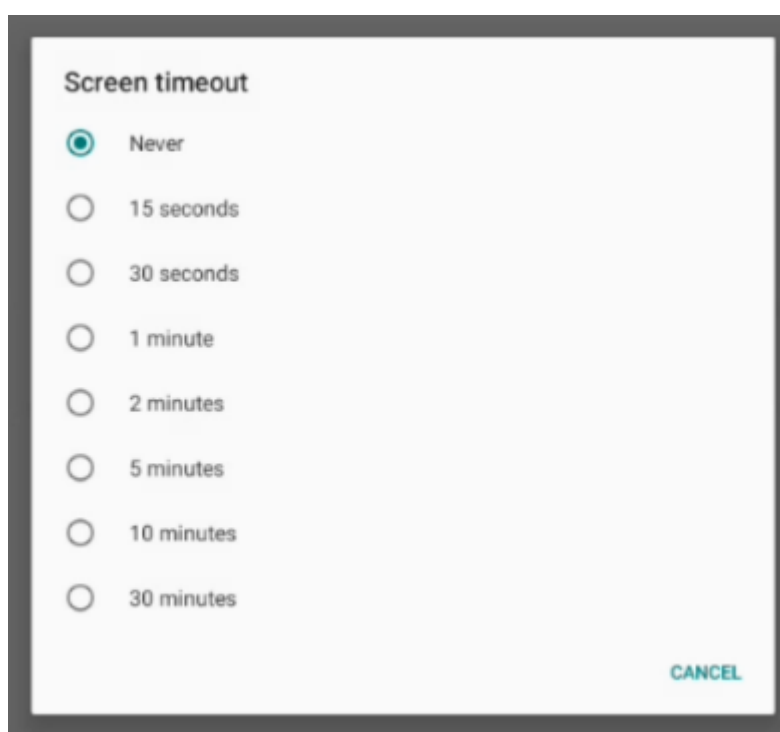 Screen timeout
Never
15 seconds
30 seconds
1 minute
2 minutes
5 minutes
10 minutes
30 minutes
CANCEL